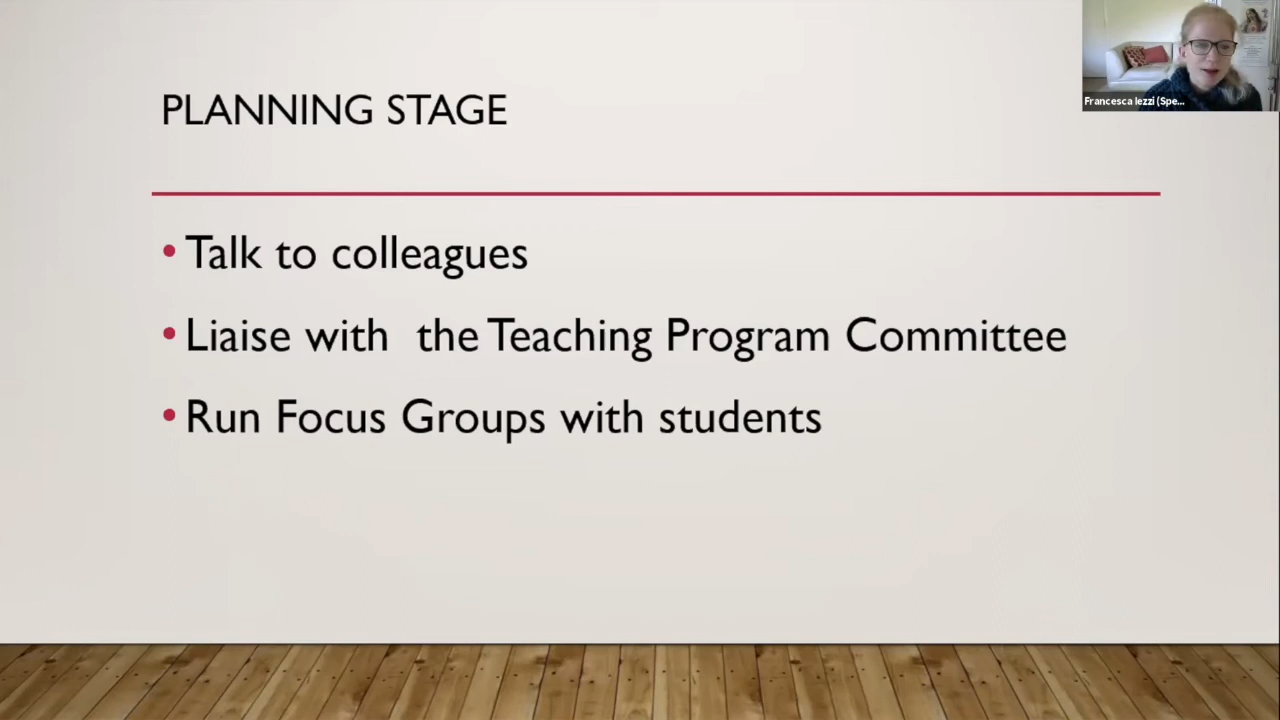 PLANNING STAGE
• Talk to colleagues
• Liaise with  the Teaching Program Committee
• Run Focus Groups with students
Francesca Iezzi (Spe...